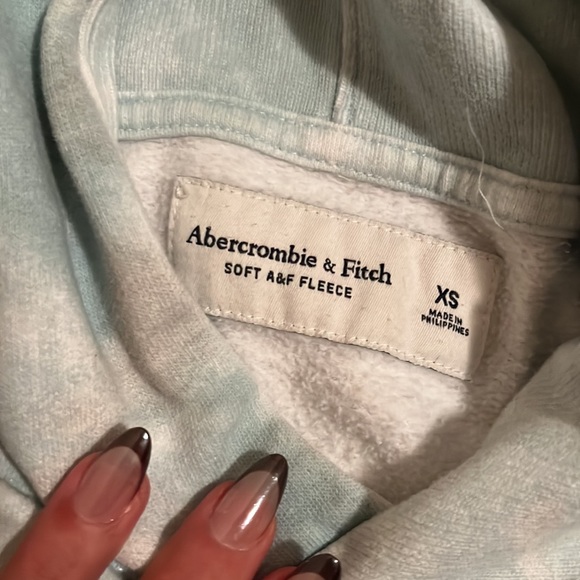 Abercrombie & Fitch
SOFT A&F FLEECE
XS
MADE IN
PHILIPPINES